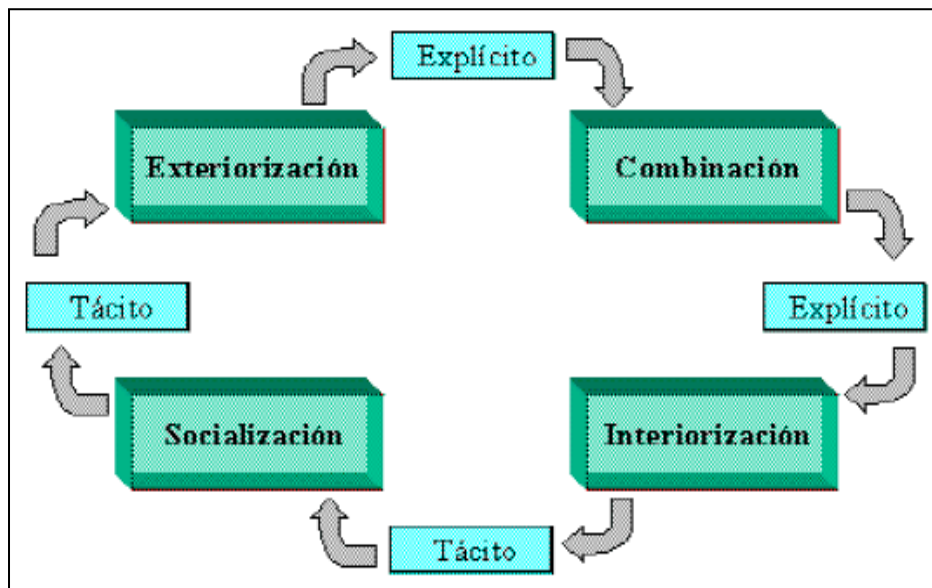 Explícito
Exteriorización
Combinación
Tácito
Explícito
Socialización
Interiorización
Tácito